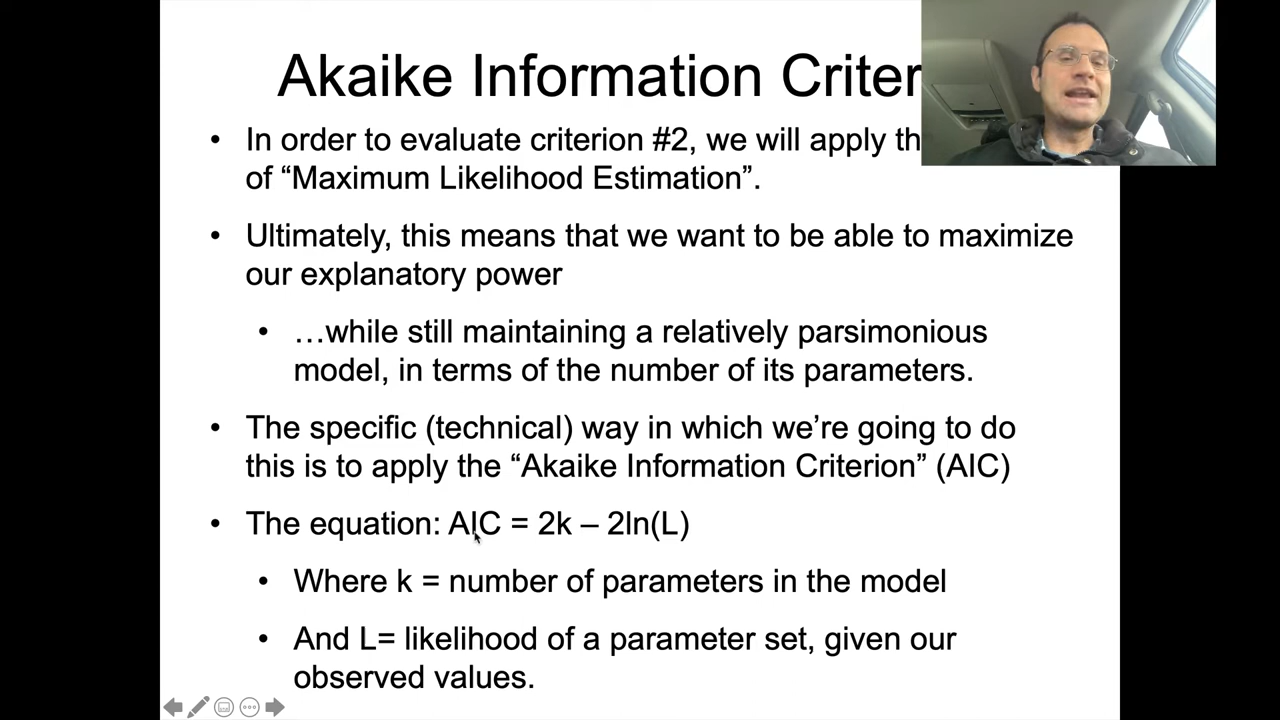 Akaike Information Criter
• In order to evaluate criterion #2, we will apply th
of “Maximum Likelihood Estimation”.
• Ultimately, this means that we want to be able to maximize
our explanatory power
• …while still maintaining a relatively parsimonious
model, in terms of the number of its parameters.
• The specific (technical) way in which we’re going to do
this is to apply the “Akaike Information Criterion” (AIC)
• The equation: AIC = 2k – 2ln(L)
• Where k = number of parameters in the model
• And L= likelihood of a parameter set, given our
observed values.